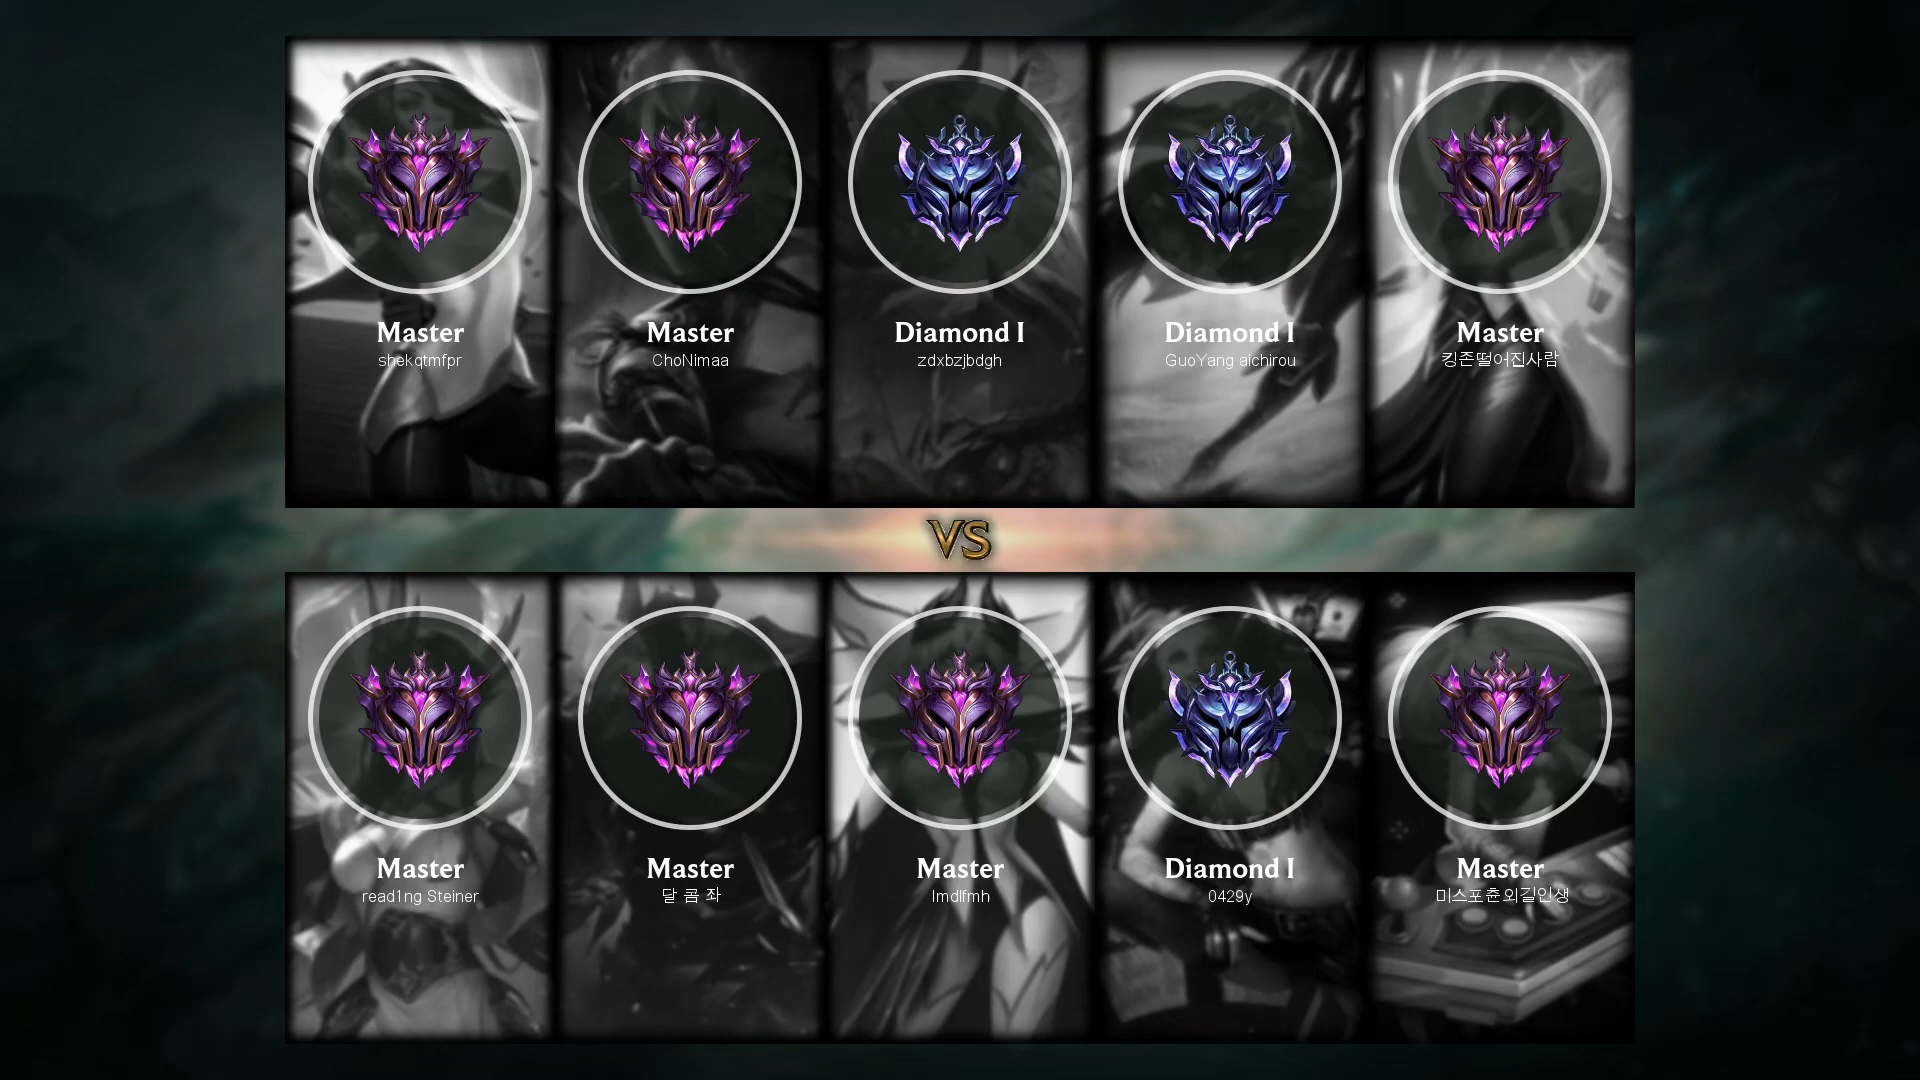 Master
shekqtmfpr
Master
ChoNimaa
Diamond I
zdxbzjbdgh
Diamond I
GuoYang aichirou
Master
킹존떨어진사람
VS
Master
read1ng Steiner
Master
달 콤 좌
Master
lmdlfmh
Diamond I
0429y
Master
미스포츈외길인생